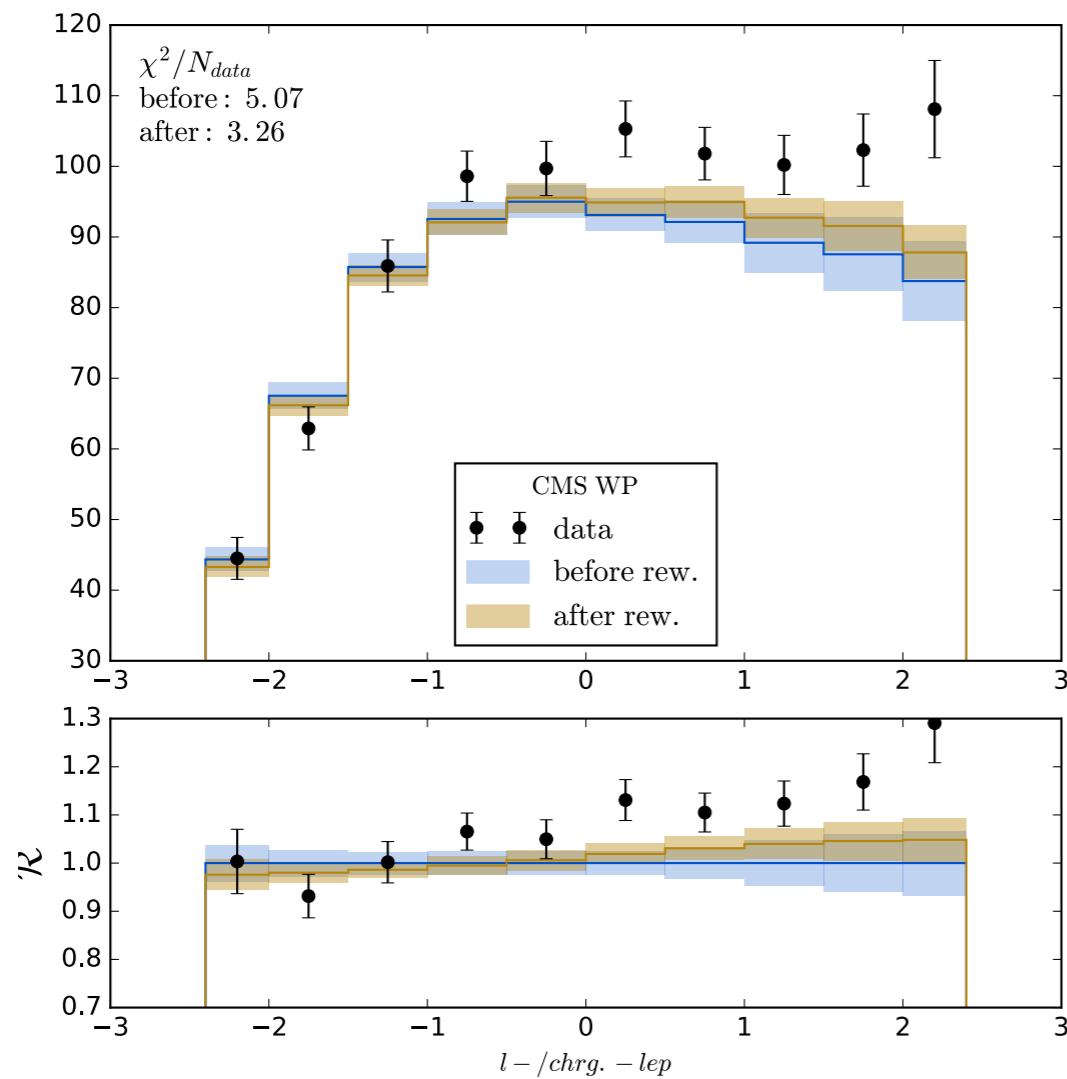 120
110
100
90
80
70
60
50
40
30
χ²/N_data
before: 5.07
after: 3.26
CMS WP
data
before rew.
after rew.
−3 −2 −1 0 1 2 3
1.3
1.2
1.1
1.0
0.9
0.8
0.7
R
−3 −2 −1 0 1 2 3
l − /chrg. − lep